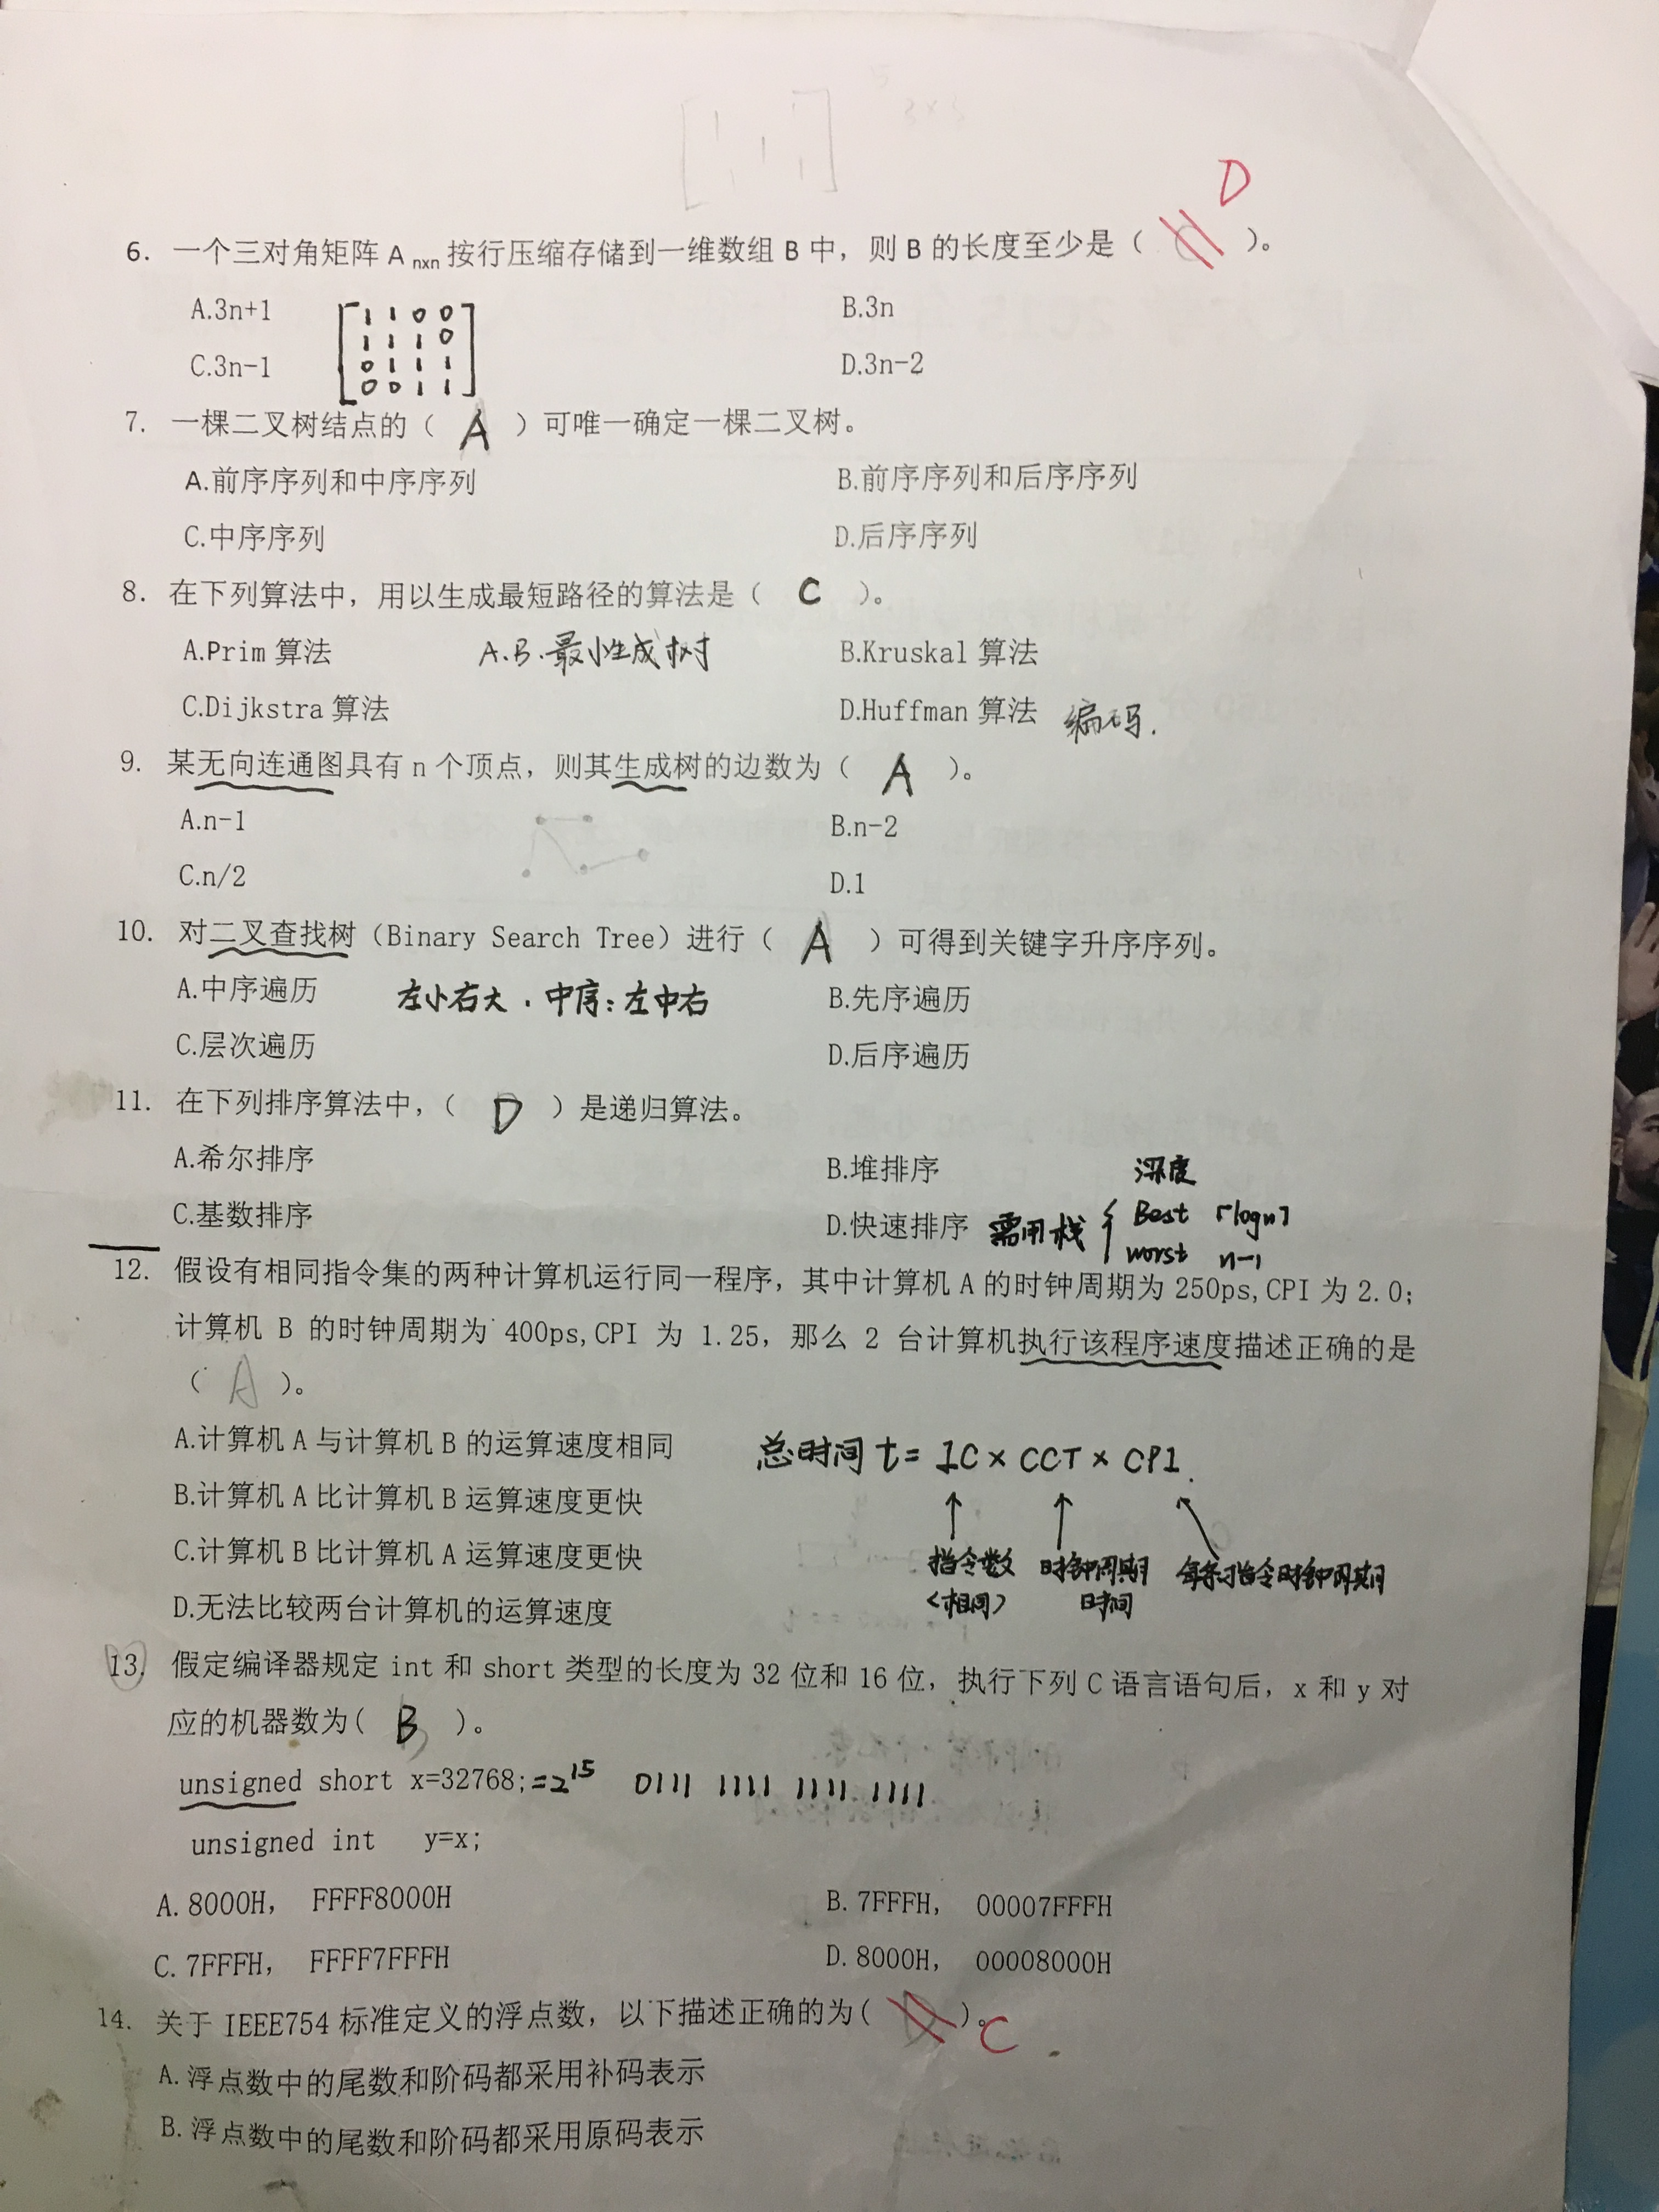 D
6. 一个三对角矩阵 A nxn 按行压缩存储到一维数组 B 中，则 B 的长度至少是（ ）。
A.3n+1
B.3n
C.3n-1
D.3n-2
1 1 0 0
1 1 1 0
0 1 1 1
0 0 1 1
7. 一棵二叉树结点的（ A ）可唯一确定一棵二叉树。
A.前序序列和中序序列
B.前序序列和后序序列
C.中序序列
D.后序序列
8. 在下列算法中，用以生成最短路径的算法是（ C ）。
A.Prim 算法
A.B.最小生成树
B.Kruskal 算法
C.Dijkstra 算法
D.Huffman 算法 编码.
9. 某无向连通图具有 n 个顶点，则其生成树的边数为（ A ）。
A.n-1
B.n-2
C.n/2
D.1
10. 对二叉查找树（Binary Search Tree）进行（ A ）可得到关键字升序序列。
A.中序遍历
左小右大．中序：左中右
B.先序遍历
C.层次遍历
D.后序遍历
11. 在下列排序算法中，（ D ）是递归算法。
A.希尔排序
B.堆排序
C.基数排序
D.快速排序 需用栈
深度
Best ⌈logn⌉
worst n-1
12. 假设有相同指令集的两种计算机运行同一程序，其中计算机 A 的时钟周期为 250ps,CPI 为 2.0;
计算机 B 的时钟周期为 400ps,CPI 为 1.25，那么 2 台计算机执行该程序速度描述正确的是
（ A ）。
A.计算机 A 与计算机 B 的运算速度相同
B.计算机 A 比计算机 B 运算速度更快
C.计算机 B 比计算机 A 运算速度更快
D.无法比较两台计算机的运算速度
总时间 t= IC × CCT × CPI.
指令数 时钟周期 每条指令时钟周期
(相同) 时间
13. 假定编译器规定 int 和 short 类型的长度为 32 位和 16 位，执行下列 C 语言语句后，x 和 y 对
应的机器数为( B )。
unsigned short x=32768; =2^15 0111 1111 1111 1111
unsigned int y=x;
A. 8000H, FFFF8000H
B. 7FFFH, 00007FFFH
C. 7FFFH, FFFF7FFFH
D. 8000H, 00008000H
14. 关于 IEEE754 标准定义的浮点数，以下描述正确的为( )。C
A. 浮点数中的尾数和阶码都采用补码表示
B. 浮点数中的尾数和阶码都采用原码表示